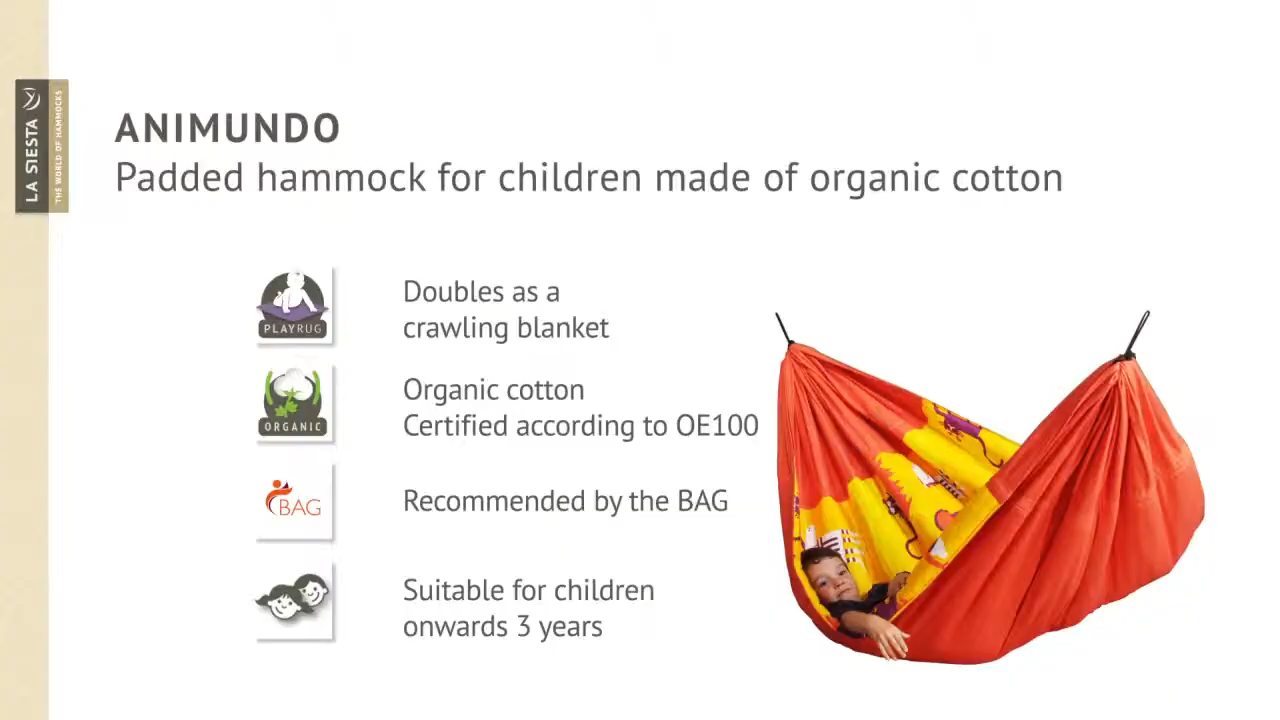 LA SIESTA
THE WORLD OF HAMMOCKS
ANIMUNDO
Padded hammock for children made of organic cotton
PLAYRUG
Doubles as a
crawling blanket
ORGANIC
Organic cotton
Certified according to OE100
BAG
Recommended by the BAG
Suitable for children
onwards 3 years